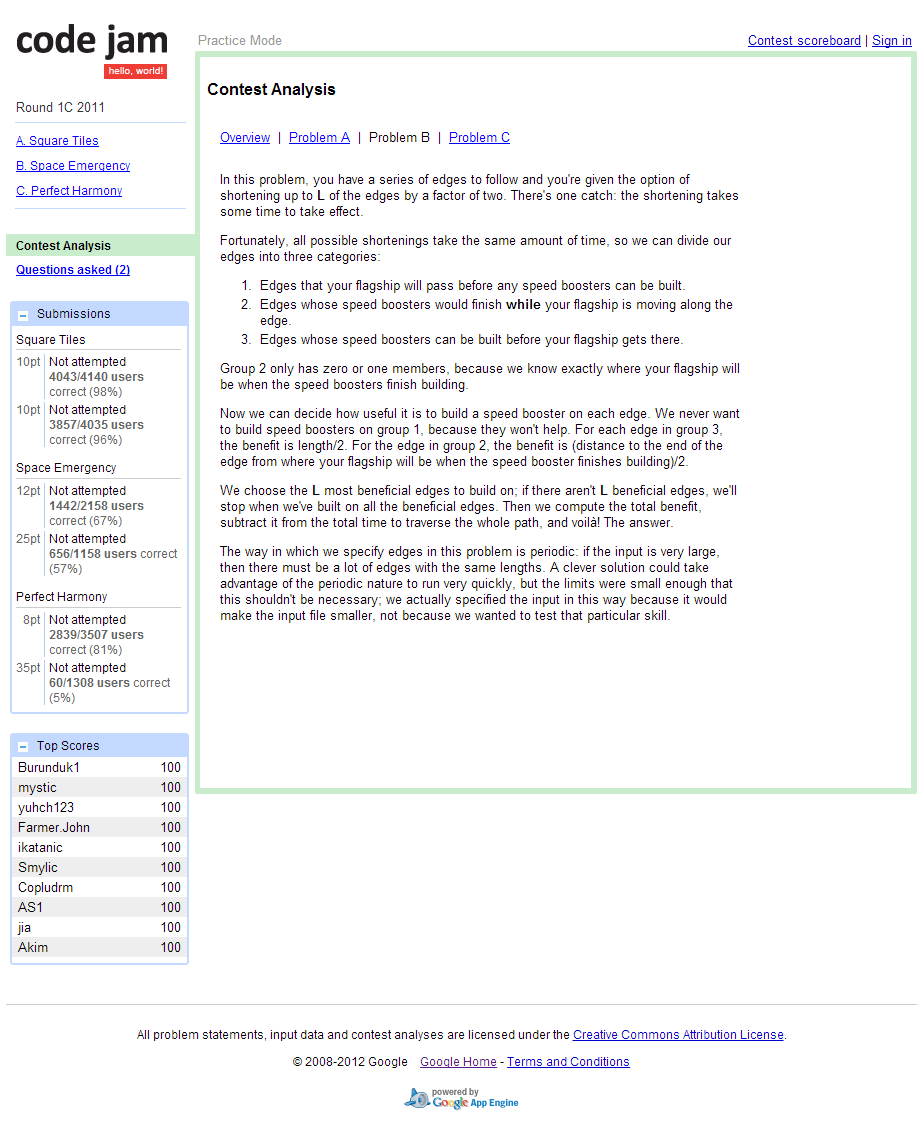 code jam
hello, world!
Practice Mode
Contest scoreboard | Sign in
Round 1C 2011
A. Square Tiles
B. Space Emergency
C. Perfect Harmony
Contest Analysis
Questions asked (2)
Submissions
Square Tiles
10pt Not attempted
4043/4140 users
correct (98%)
10pt Not attempted
3857/4035 users
correct (96%)
Space Emergency
12pt Not attempted
1442/2158 users
correct (67%)
25pt Not attempted
656/1158 users correct
(57%)
Perfect Harmony
8pt Not attempted
2839/3507 users
correct (81%)
35pt Not attempted
60/1308 users correct
(5%)
Top Scores
Burunduk1 100
mystic 100
yuhch123 100
Farmer.John 100
ikatanic 100
Smylic 100
Copludrm 100
AS1 100
jia 100
Akim 100
Contest Analysis
Overview | Problem A | Problem B | Problem C
In this problem, you have a series of edges to follow and you're given the option of
shortening up to L of the edges by a factor of two. There's one catch: the shortening takes
some time to take effect.
Fortunately, all possible shortenings take the same amount of time, so we can divide our
edges into three categories:
1. Edges that your flagship will pass before any speed boosters can be built.
2. Edges whose speed boosters would finish while your flagship is moving along the
edge.
3. Edges whose speed boosters can be built before your flagship gets there.
Group 2 only has zero or one members, because we know exactly where your flagship will
be when the speed boosters finish building.
Now we can decide how useful it is to build a speed booster on each edge. We never want
to build speed boosters on group 1, because they won't help. For each edge in group 3,
the benefit is length/2. For the edge in group 2, the benefit is (distance to the end of the
edge from where your flagship will be when the speed booster finishes building)/2.
We choose the L most beneficial edges to build on; if there aren't L beneficial edges, we'll
stop when we've built on all the beneficial edges. Then we compute the total benefit,
subtract it from the total time to traverse the whole path, and voilà! The answer.
The way in which we specify edges in this problem is periodic: if the input is very large,
then there must be a lot of edges with the same lengths. A clever solution could take
advantage of the periodic nature to run very quickly, but the limits were small enough that
this shouldn't be necessary; we actually specified the input in this way because it would
make the input file smaller, not because we wanted to test that particular skill.
All problem statements, input data and contest analyses are licensed under the Creative Commons Attribution License.
© 2008-2012 Google Google Home - Terms and Conditions
powered by
Google App Engine